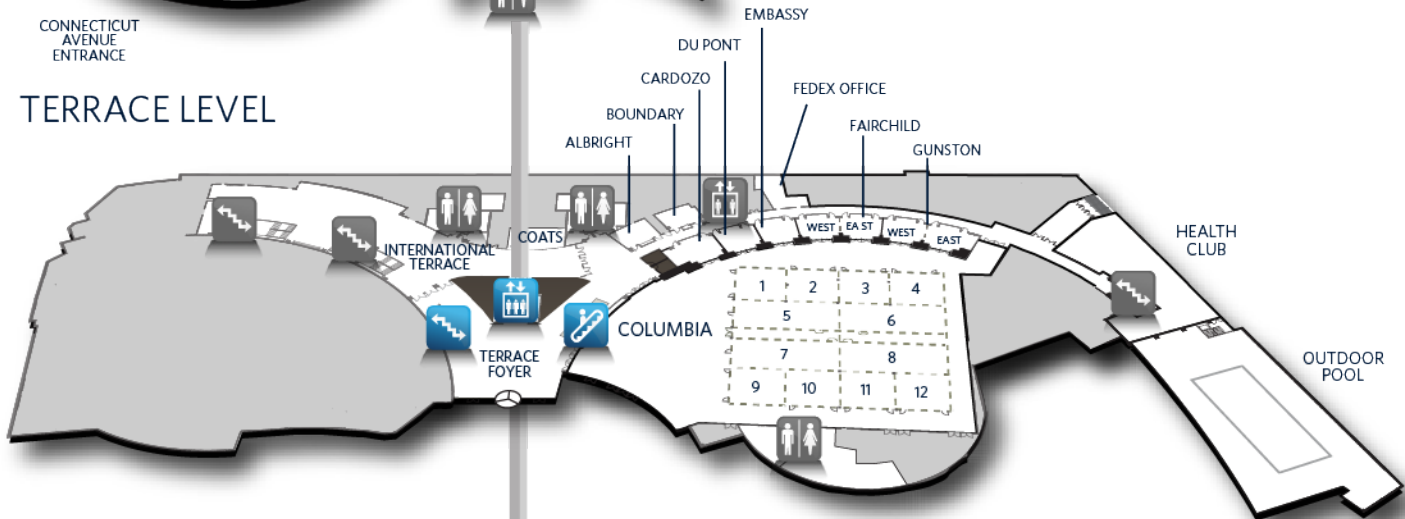 CONNECTICUT
AVENUE
ENTRANCE
TERRACE LEVEL
EMBASSY
DU PONT
CARDOZO
FEDEX OFFICE
BOUNDARY
FAIRCHILD
ALBRIGHT
GUNSTON
COATS
INTERNATIONAL
TERRACE
WEST
EAST
WEST
EAST
HEALTH
CLUB
1
2
3
4
5
6
COLUMBIA
7
8
TERRACE
FOYER
9
10
11
12
OUTDOOR
POOL